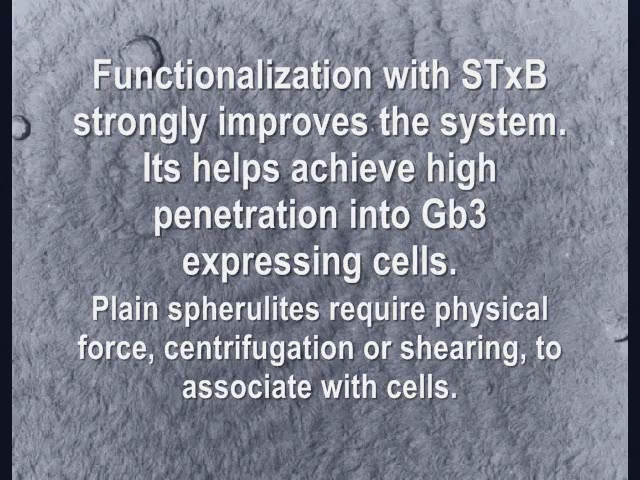 Functionalization with STxB
strongly improves the system.
Its helps achieve high
penetration into Gb3
expressing cells.
Plain spherulites require physical
force, centrifugation or shearing, to
associate with cells.